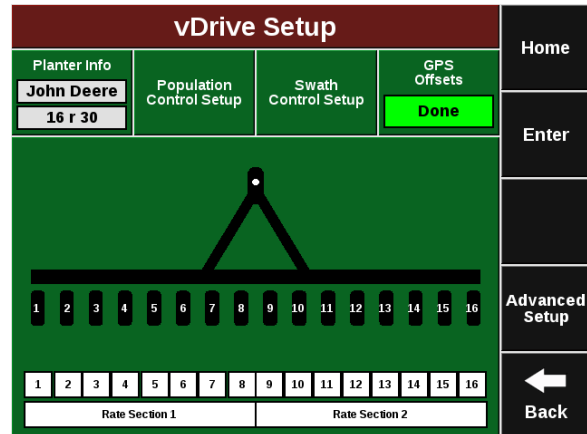 vDrive Setup
Home
Planter Info
John Deere
16 r 30
Population
Control Setup
Swath
Control Setup
GPS
Offsets
Done
Enter
1 2 3 4 5 6 7 8 9 10 11 12 13 14 15 16
Advanced
Setup
1 2 3 4 5 6 7 8 9 10 11 12 13 14 15 16
Rate Section 1 Rate Section 2
Back